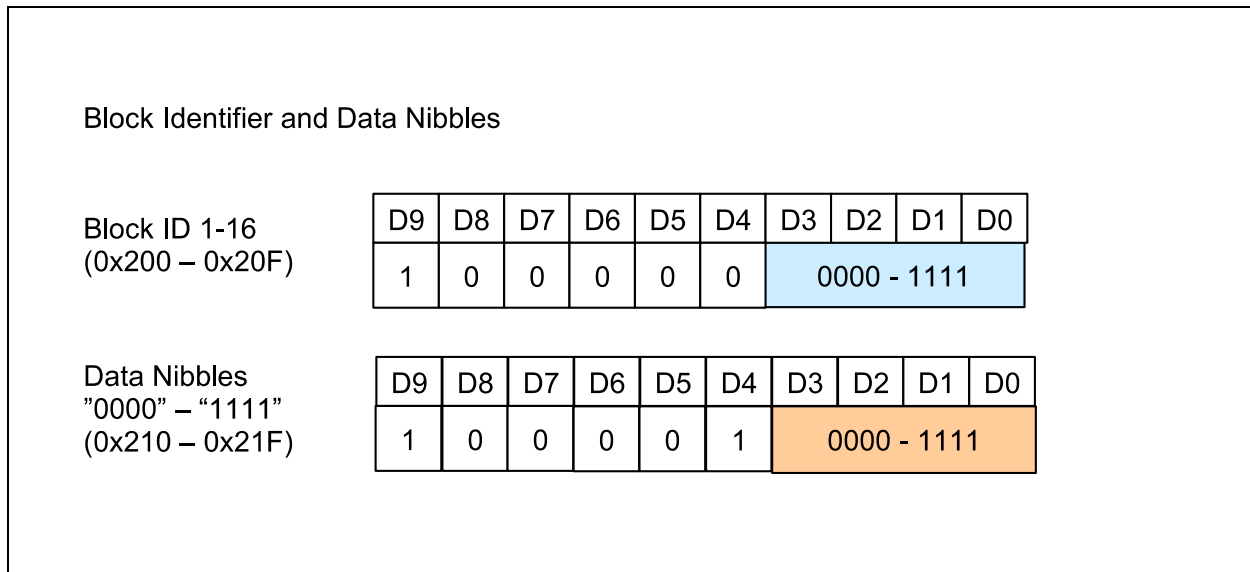 Block Identifier and Data Nibbles
Block ID 1-16
(0x200 – 0x20F)
D9 D8 D7 D6 D5 D4 D3 D2 D1 D0
1 0 0 0 0 0 0000 - 1111
Data Nibbles
”0000” – “1111”
(0x210 – 0x21F)
D9 D8 D7 D6 D5 D4 D3 D2 D1 D0
1 0 0 0 0 1 0000 - 1111